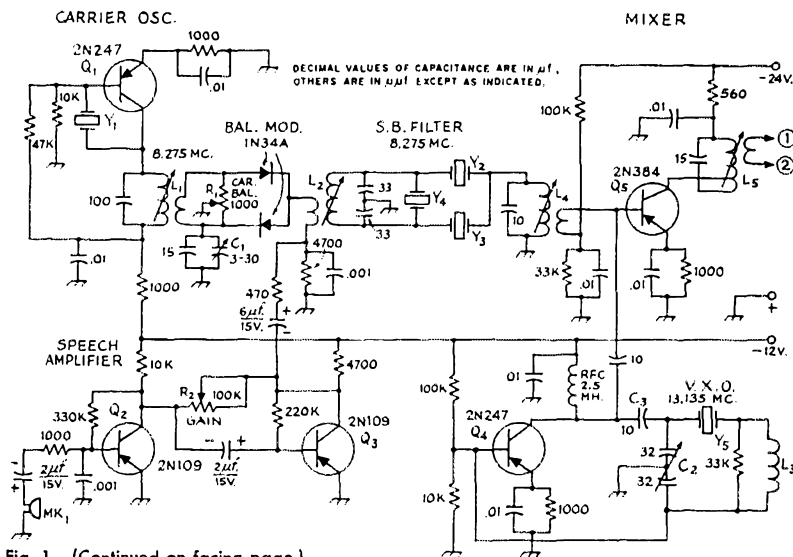 CARRIER OSC.
MIXER
2N247
Q1
1000
.01
DECIMAL VALUES OF CAPACITANCE ARE IN µf,
OTHERS ARE IN µµf EXCEPT AS INDICATED.
-24V.
10K
47K
Y1
8.275 MC.
BAL. MOD.
1N34A
S.B. FILTER
8.275 MC.
100K
.01
560
100
L1
R1
CAR.
BAL.
1000
L2
.33
.33
Y4
Y2
Y3
10
L4
2N384
Q5
15
L5
1
2
.01
15
C1
3-30
4700
.001
33K
.01
.01
1000
1000
470
6µf.
15V.
+
-
+
-12V.
SPEECH
AMPLIFIER
10K
4700
.01
RFC
2.5
MH.
10
V.X.O.
13.135 MC.
330K
Q2
R2
100K
GAIN
220K
2N109
Q3
100K
2N247
Q4
C3
10
Y5
1000
2µf.
15V.
.001
2N109
- +
2µf.
15V.
32
32
C2
33K
L3
-
+
MK1
10K
.01
1000
Fig. 1. (Continued on facing page.)